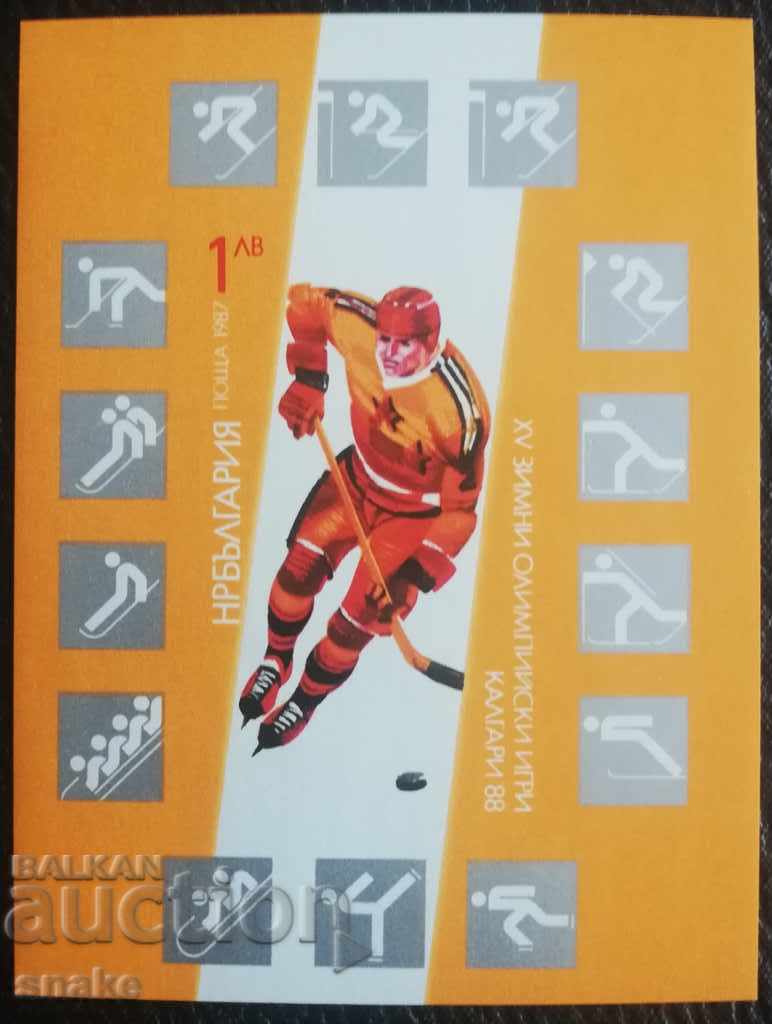 1 ЛВ
ПОЩА 1987
НРБЪЛГАРИЯ
XV ЗИМНИ ОЛИМПИЙСКИ ИГРИ
КАЛГАРИ 88
BALKAN
auction
snake